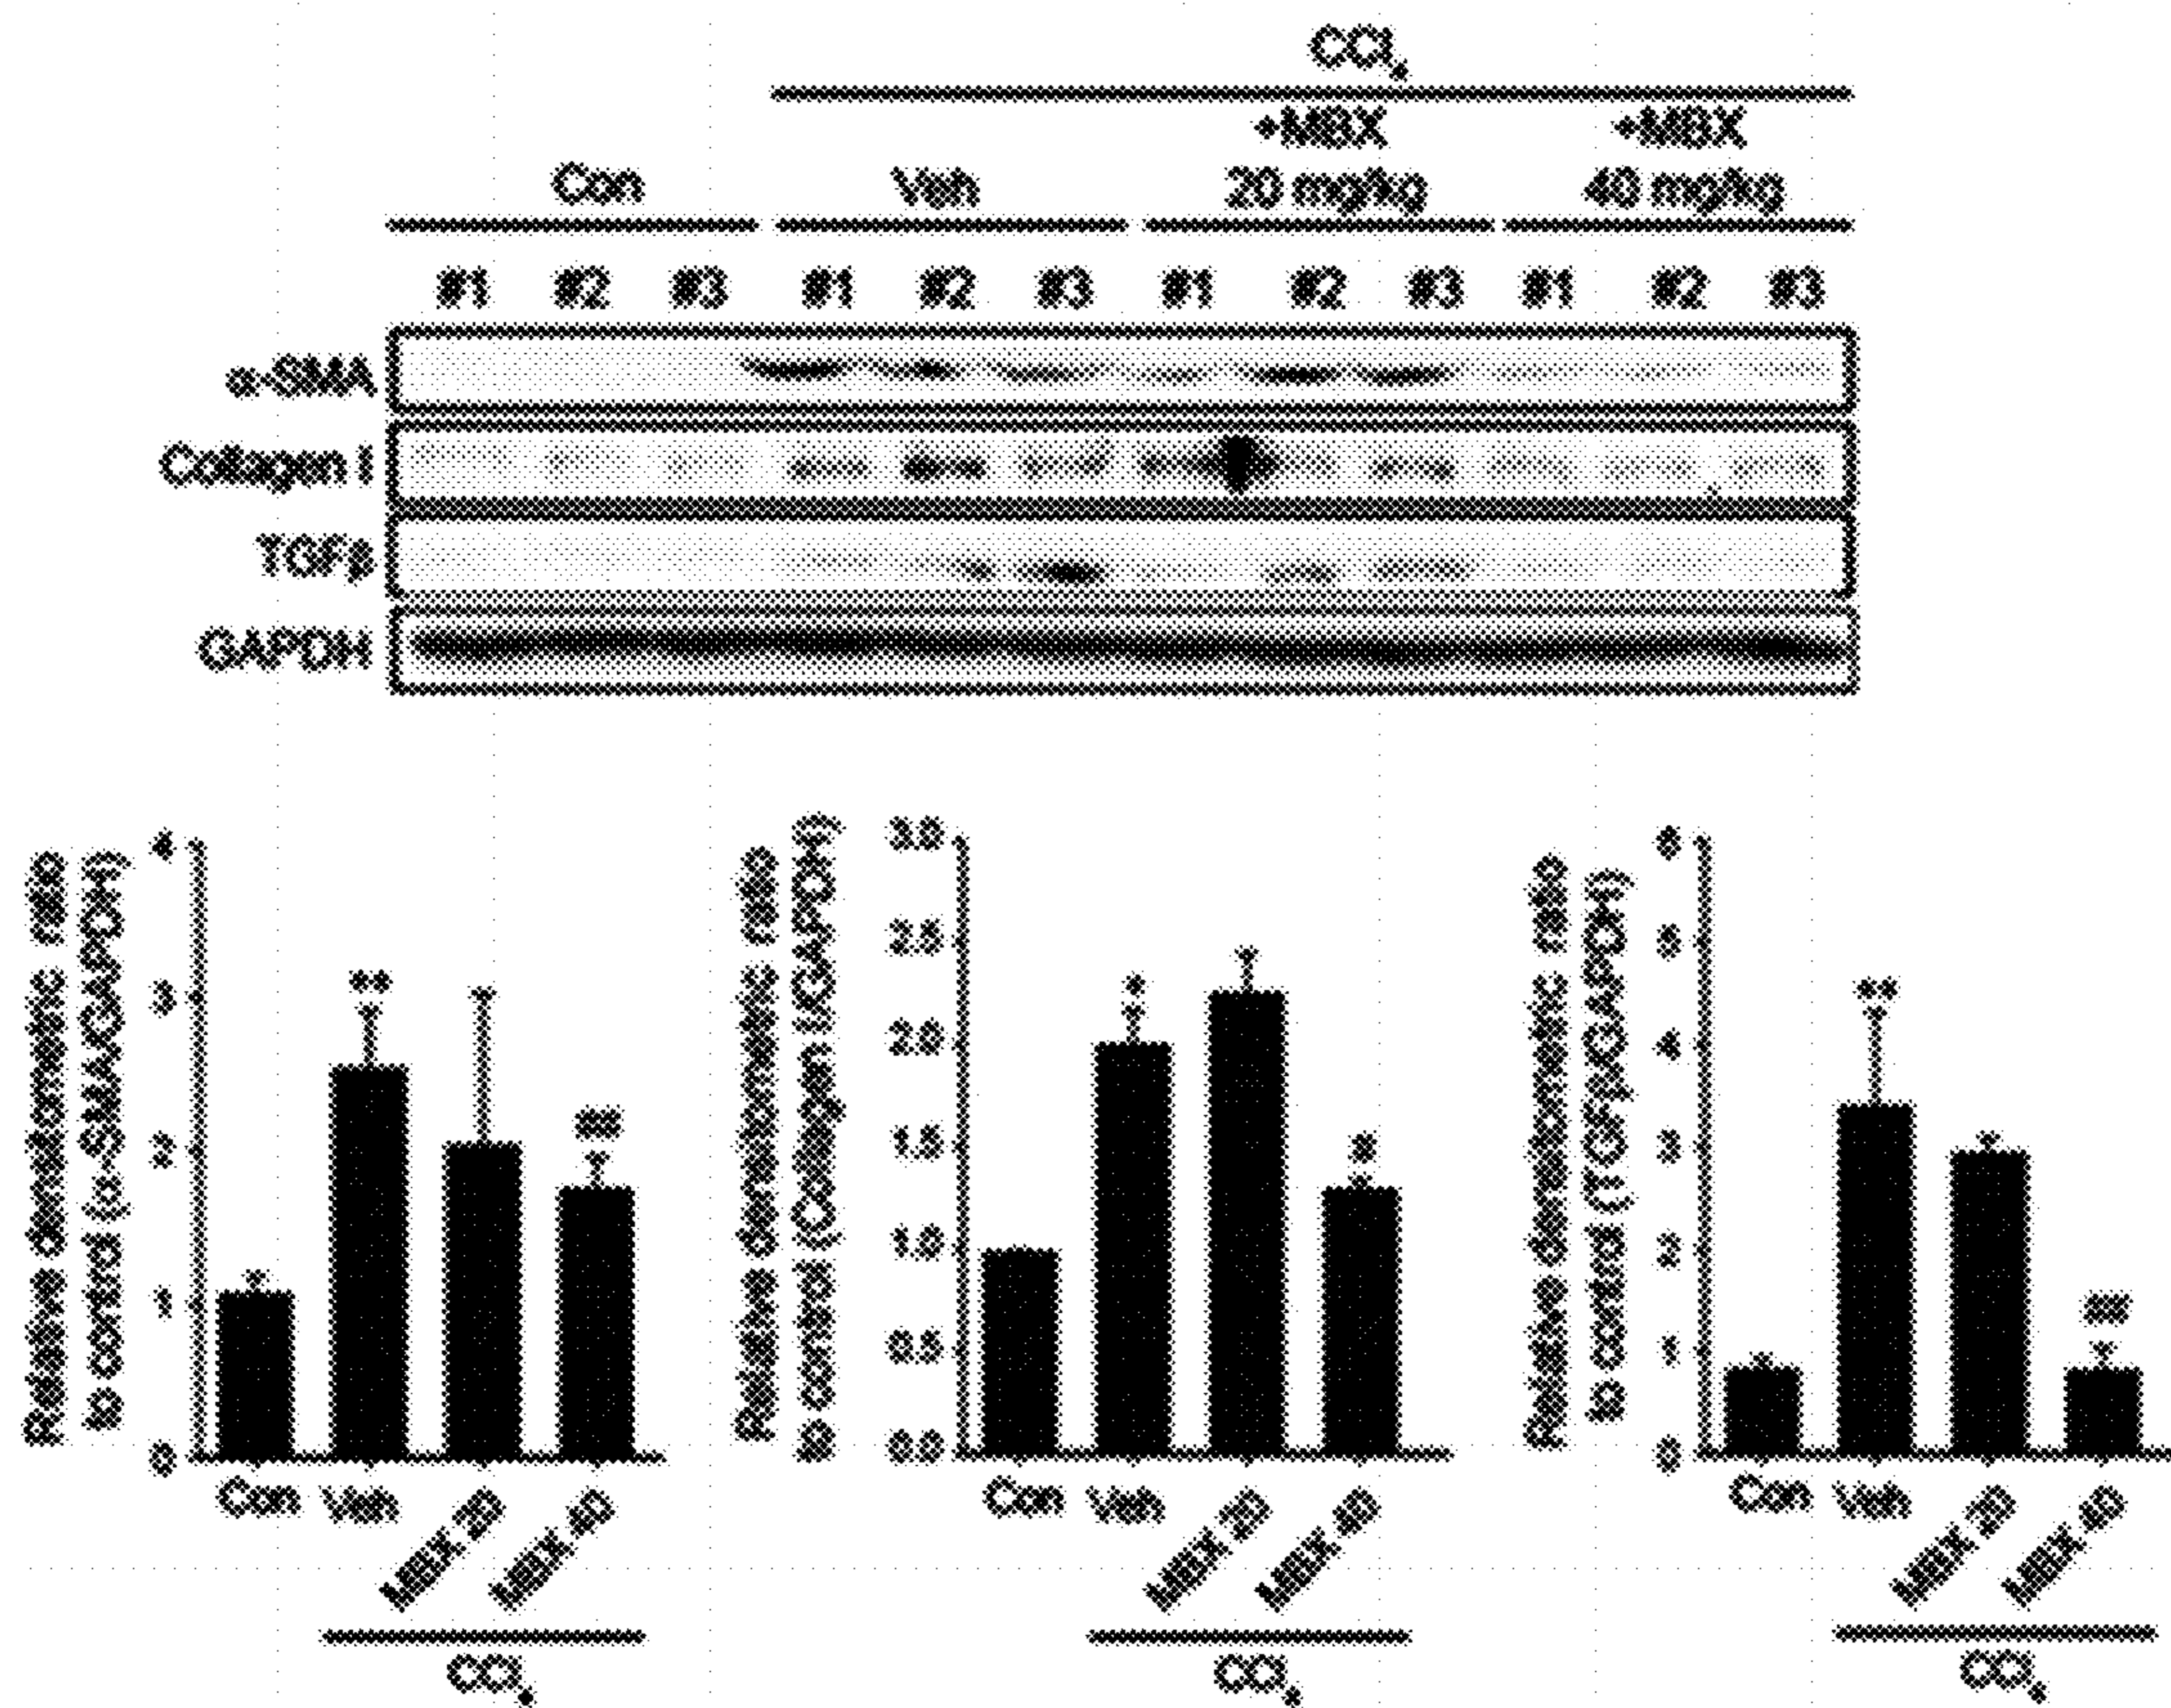 CCl4
+MBX +MBX
Con Veh 20 mg/kg 40 mg/kg
#1 #2 #3 #1 #2 #3 #1 #2 #3 #1 #2 #3
α-SMA
Collagen I
TGFβ
GAPDH
Relative densitometric ratio
to control (α-SMA/GAPDH)
4
3
2
1
0
**
##
Con Veh MBX 20 MBX 40
CCl4
Relative densitometric ratio
to control (Collagen I/GAPDH)
3.0
2.5
2.0
1.5
1.0
0.5
0.0
*
#
Con Veh MBX 20 MBX 40
CCl4
Relative densitometric ratio
to control (TGFβ/GAPDH)
6
5
4
3
2
1
0
**
##
Con Veh MBX 20 MBX 40
CCl4